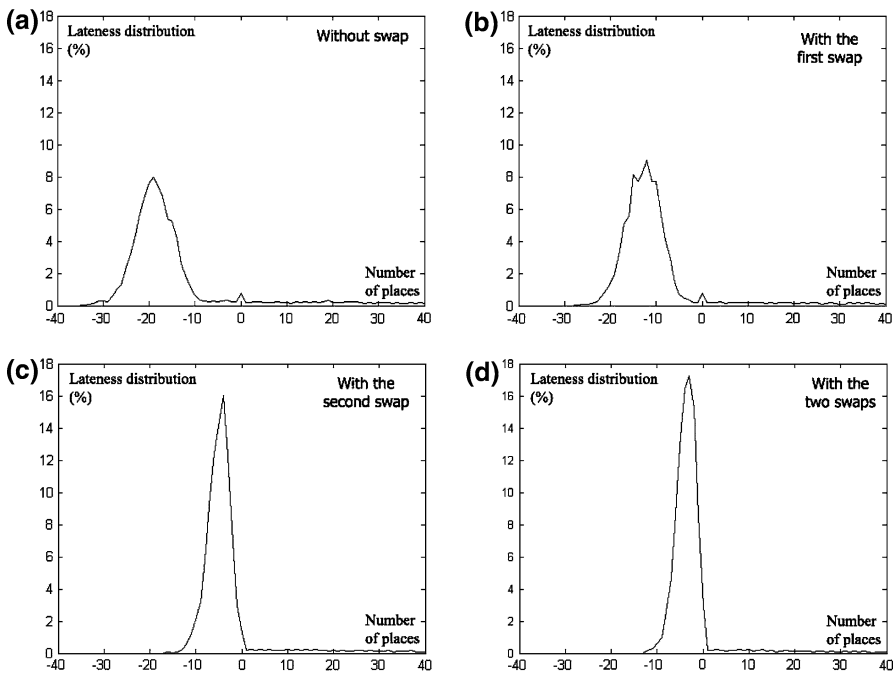 (a)
Lateness distribution
(%)
Without swap
18
16
14
12
10
8
6
4
2
0
Number
of places
-40 -30 -20 -10 0 10 20 30 40
(b)
Lateness distribution
(%)
With the
first swap
18
16
14
12
10
8
6
4
2
0
Number
of places
-40 -30 -20 -10 0 10 20 30 40
(c)
Lateness distribution
(%)
With the
second swap
18
16
14
12
10
8
6
4
2
0
Number
of places
-40 -30 -20 -10 0 10 20 30 40
(d)
Lateness distribution
(%)
With the
two swaps
18
16
14
12
10
8
6
4
2
0
Number
of places
-40 -30 -20 -10 0 10 20 30 40